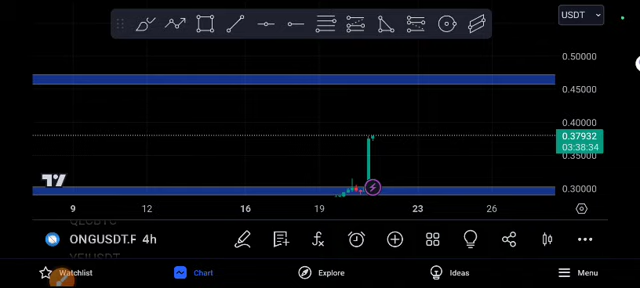 USDT
0.50000
0.45000
0.40000
0.37932
03:38:34
0.35000
0.30000
9 12 16 19 23 26
ONGUSDT.F 4h
YFIUSDT
Watchlist Chart Explore Ideas Menu